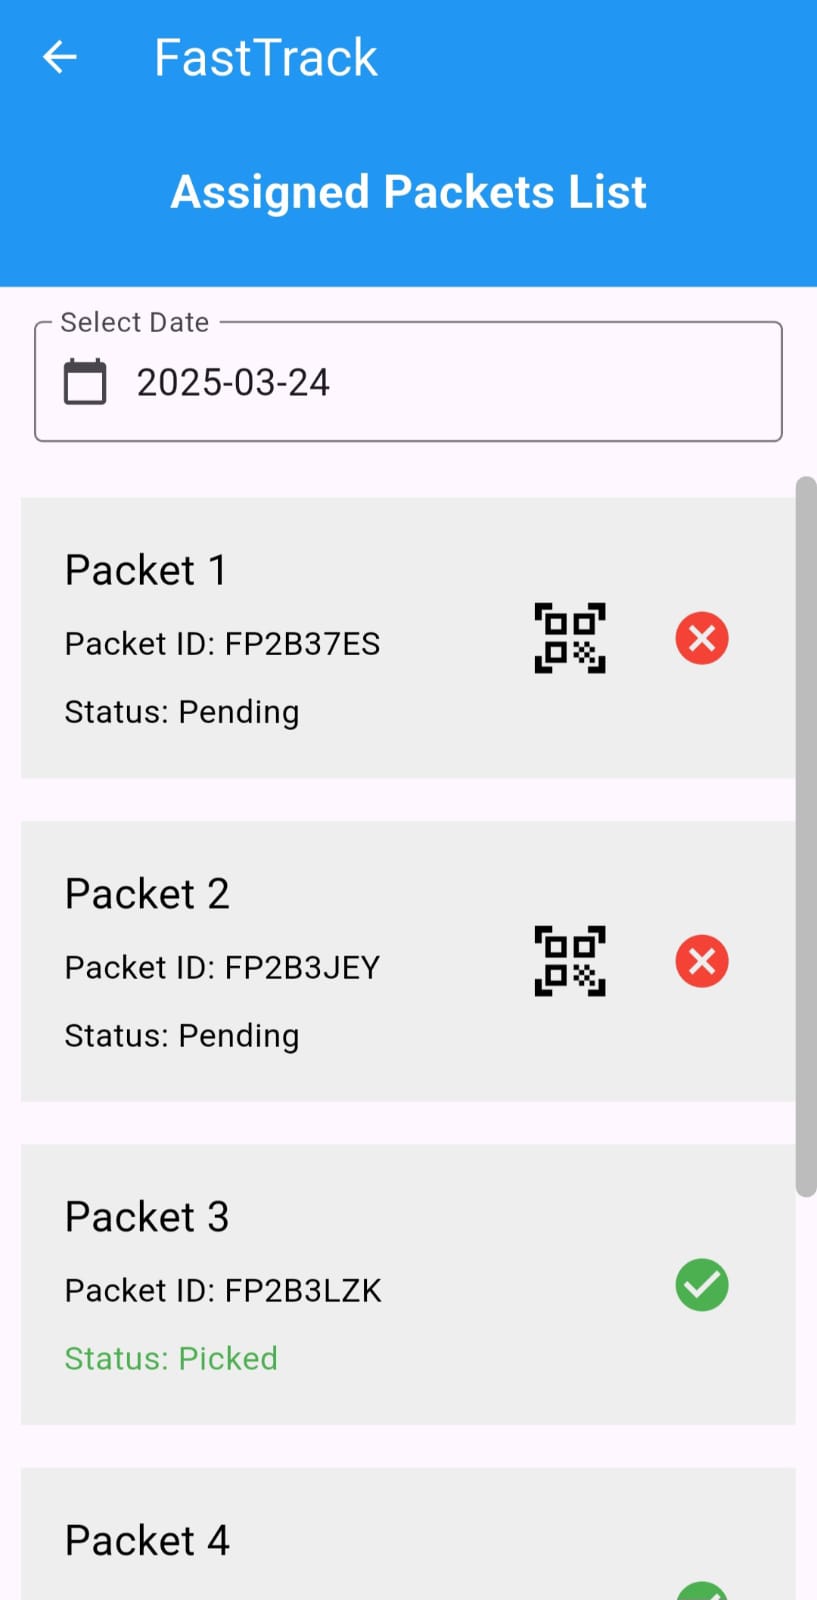 FastTrack
Assigned Packets List
Select Date
2025-03-24
Packet 1
Packet ID: FP2B37ES
Status: Pending
Packet 2
Packet ID: FP2B3JEY
Status: Pending
Packet 3
Packet ID: FP2B3LZK
Status: Picked
Packet 4